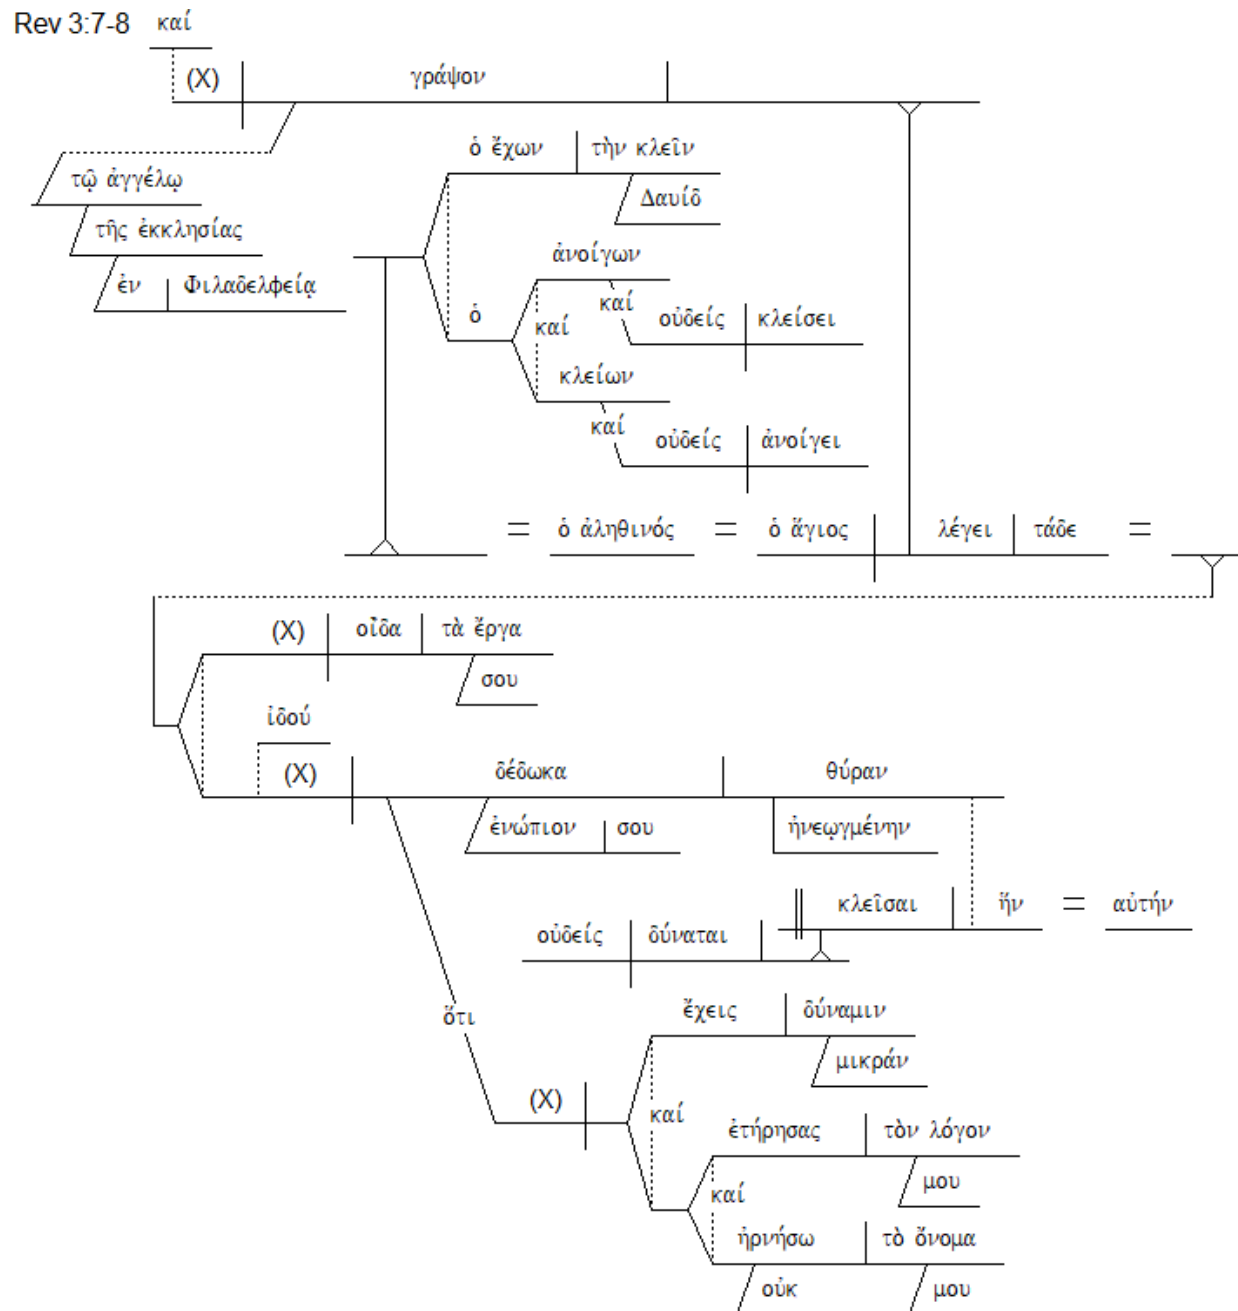 Rev 3:7-8 καί
(X) γράψον
ὁ ἔχων τὴν κλεῖν
τῷ ἀγγέλῳ
Δαυίδ
τῆς ἐκκλησίας
ἀνοίγων
ἐν Φιλαδελφείᾳ
καί
οὐδείς κλείσει
ὁ
καί
κλείων
καί
οὐδείς ἀνοίγει
= ὁ ἀληθινός = ὁ ἅγιος λέγει τάδε =
(X) οἶδα τὰ ἔργα
σου
ἰδού
(X) δέδωκα θύραν
ἐνώπιον σου ἠνεῳγμένην
κλεῖσαι ἥν = αὐτήν
οὐδείς δύναται
ὅτι
ἔχεις δύναμιν
μικράν
(X)
καί
ἐτήρησας τὸν λόγον
μου
καί
ἠρνήσω τὸ ὄνομα
οὐκ μου